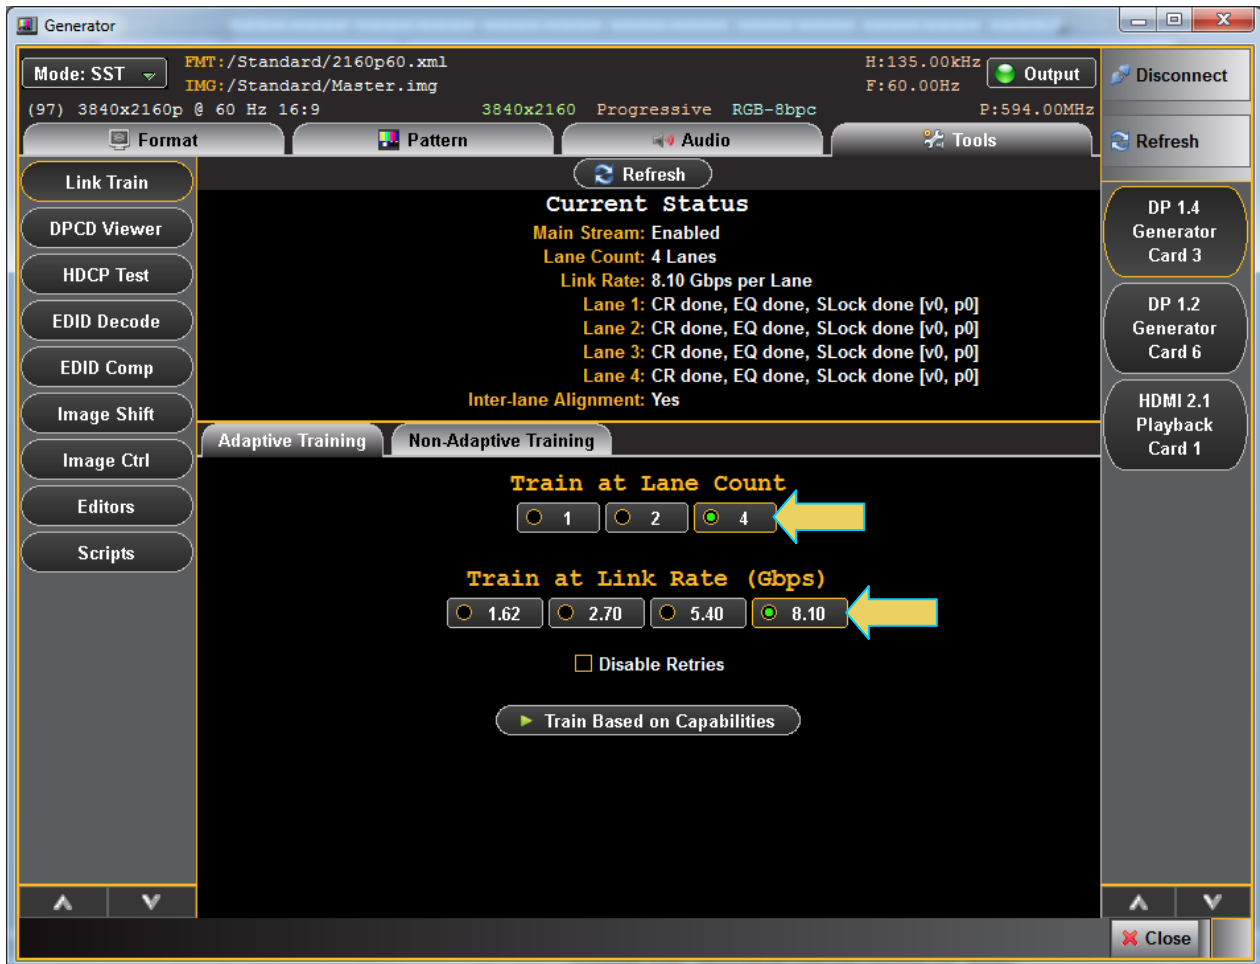 Generator
Mode: SST
FMT:/Standard/2160p60.xml
IMG:/Standard/Master.img
H:135.00kHz
F:60.00Hz
Output
(97) 3840x2160p @ 60 Hz 16:9
3840x2160 Progressive RGB-8bpc
P:594.00MHz
Disconnect
Refresh
Format
Pattern
Audio
Tools
Link Train
DPCD Viewer
HDCP Test
EDID Decode
EDID Comp
Image Shift
Image Ctrl
Editors
Scripts
Refresh
Current Status
Main Stream: Enabled
Lane Count: 4 Lanes
Link Rate: 8.10 Gbps per Lane
Lane 1: CR done, EQ done, SLock done [v0, p0]
Lane 2: CR done, EQ done, SLock done [v0, p0]
Lane 3: CR done, EQ done, SLock done [v0, p0]
Lane 4: CR done, EQ done, SLock done [v0, p0]
Inter-lane Alignment: Yes
Adaptive Training
Non-Adaptive Training
Train at Lane Count
1
2
4
Train at Link Rate (Gbps)
1.62
2.70
5.40
8.10
Disable Retries
Train Based on Capabilities
DP 1.4
Generator
Card 3
DP 1.2
Generator
Card 6
HDMI 2.1
Playback
Card 1
Close